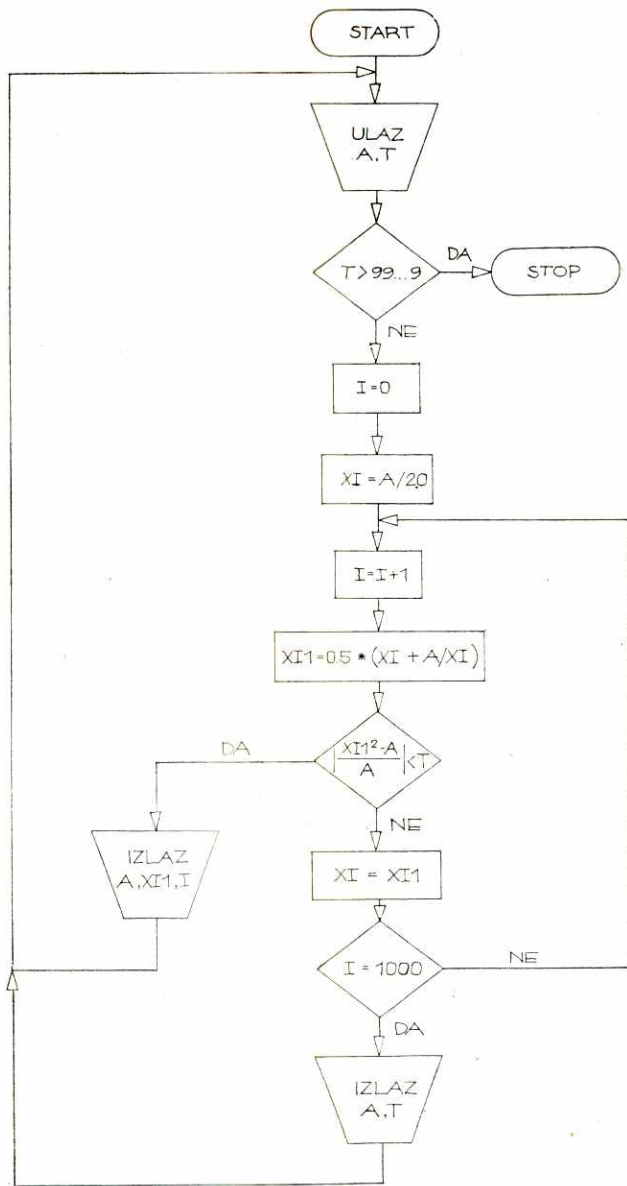 START
ULAZ
A,T
T>99...9
DA
STOP
NE
I=0
XI = A/2.0
I=I+1
XI1=0.5 * (XI + A/XI)
DA
|XI1²-A
A|<T
NE
IZLAZ
A,XI1,I
XI = XI1
I = 1000
NE
DA
IZLAZ
A,T